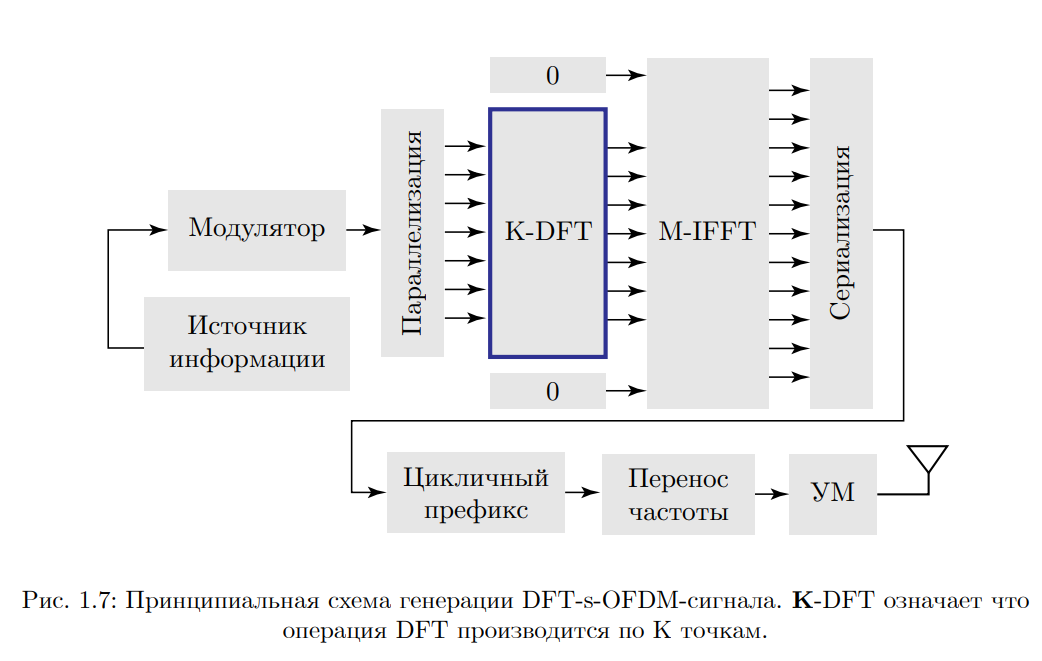 0
Параллелизация
K-DFT
M-IFFT
Сериализация
Модулятор
Источник
информации
0
Цикличный
префикс
Перенос
частоты
УМ
Рис. 1.7: Принципиальная схема генерации DFT-s-OFDM-сигнала. K-DFT означает что
операция DFT производится по K точкам.